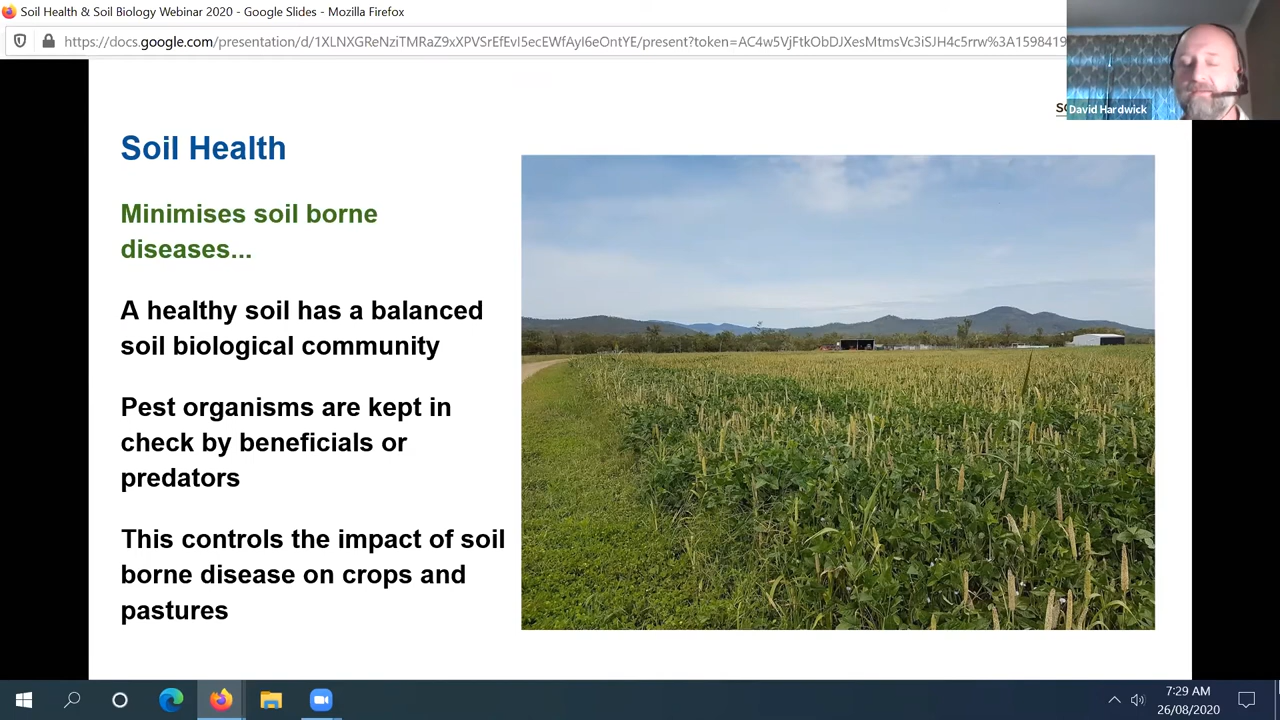 Soil Health & Soil Biology Webinar 2020 - Google Slides - Mozilla Firefox
https://docs.google.com/presentation/d/1XLNXGReNziTMRaZ9xXPVSrEfEvI5ecEWfAyI6eOntYE/present?token=AC4w5VjFtkObDJXesMtmsVc3iSJH4c5rrw%3A1598419
David Hardwick
Soil Health
Minimises soil borne
diseases...
A healthy soil has a balanced
soil biological community
Pest organisms are kept in
check by beneficials or
predators
This controls the impact of soil
borne disease on crops and
pastures
7:29 AM
26/08/2020